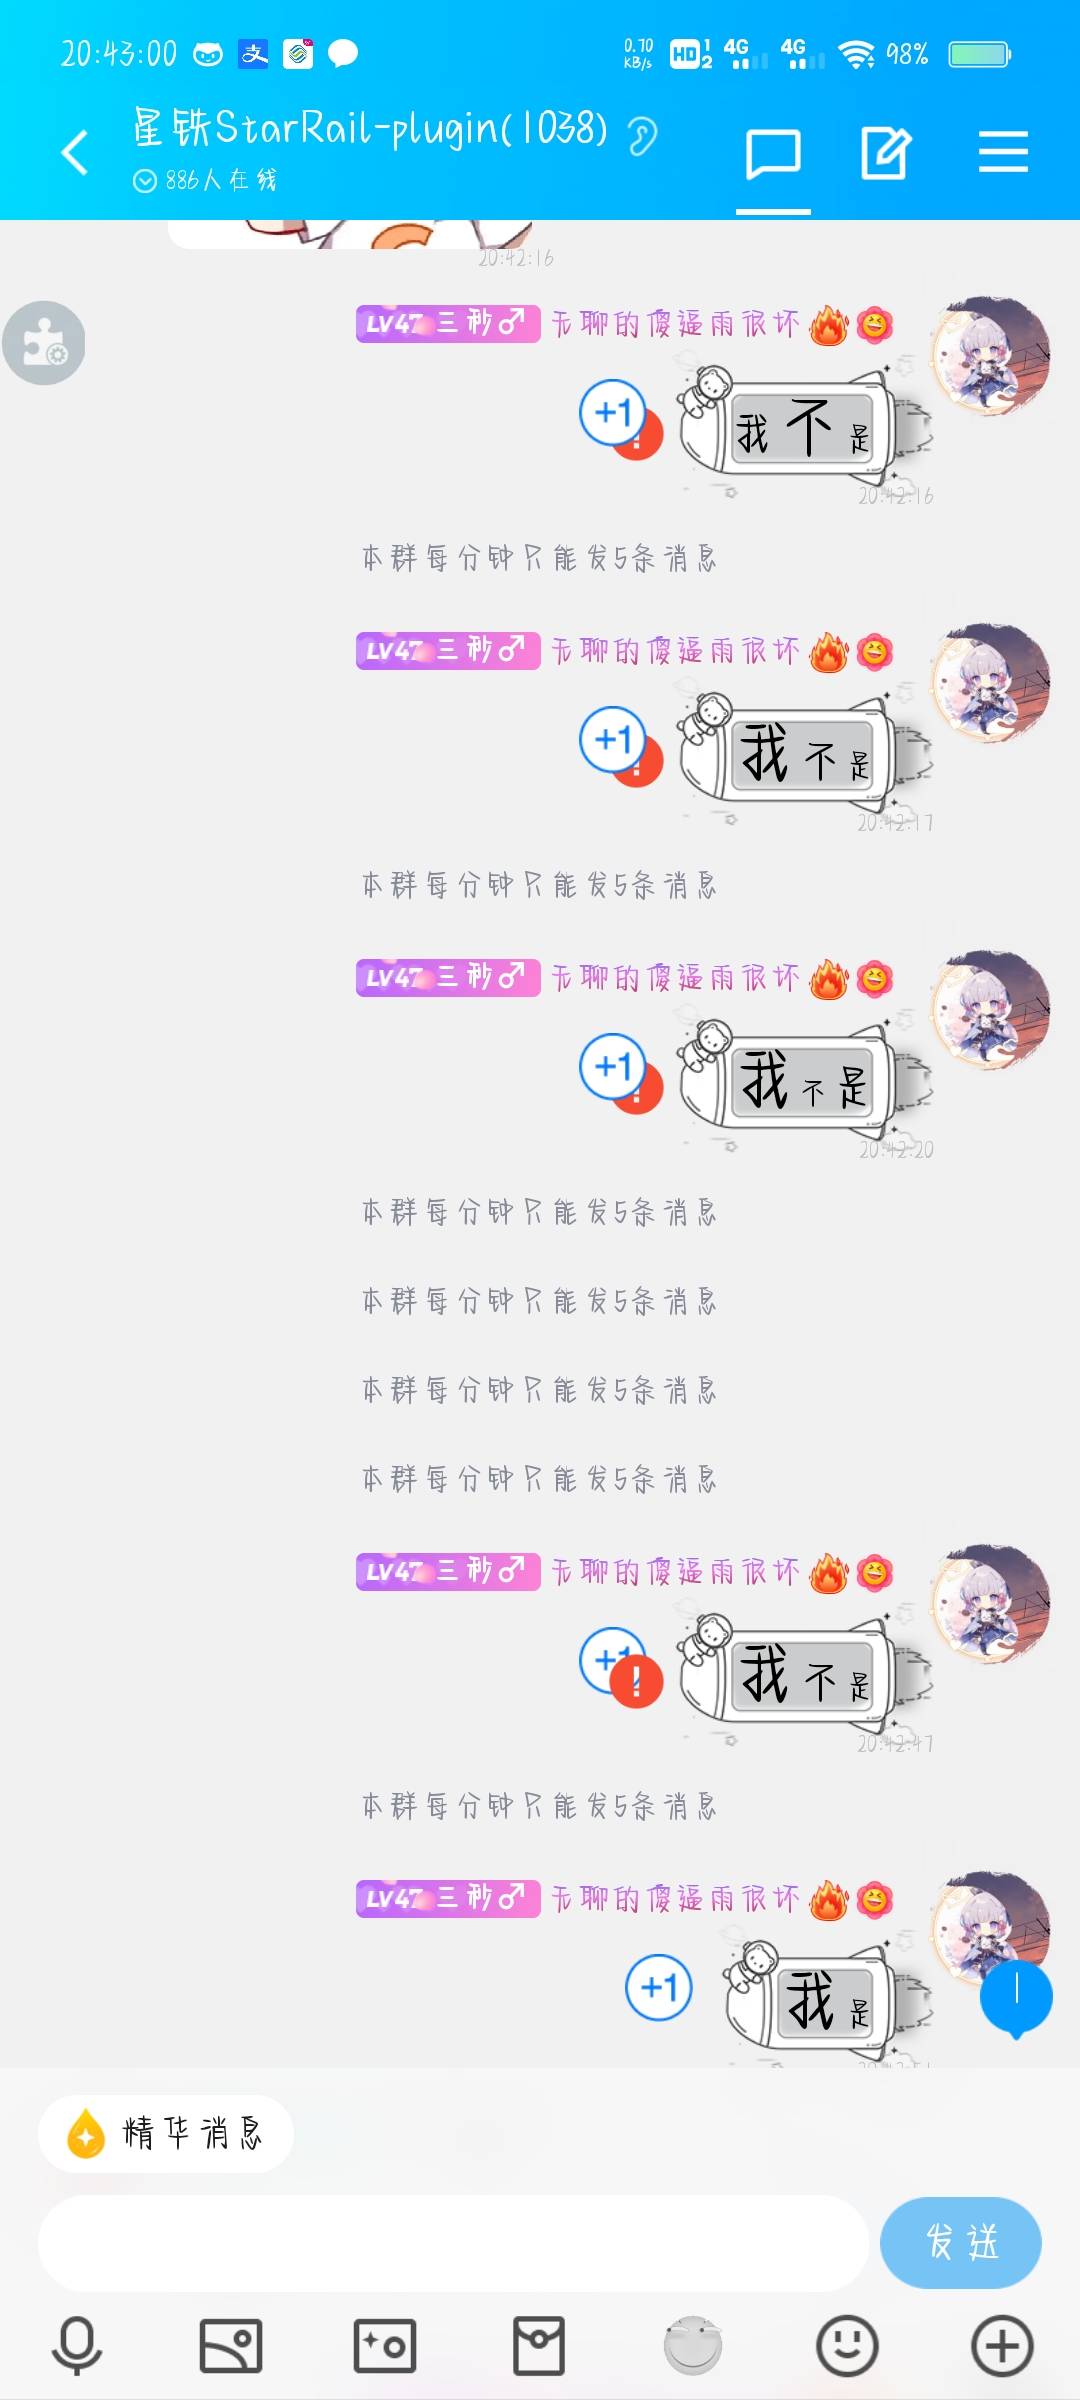 20:43:00
支
0.70
KB/s
HD 1 2
4G
4G
98%
星铁StarRail-plugin(1038)
886人在线
20:42:16
LV47 三秒♂ 无聊的傻逼雨很坏🔥
+1
!
我不是
20:42:16
本群每分钟只能发5条消息
LV47 三秒♂ 无聊的傻逼雨很坏🔥
+1
!
我不是
20:42:17
本群每分钟只能发5条消息
LV47 三秒♂ 无聊的傻逼雨很坏🔥
+1
!
我不是
20:42:20
本群每分钟只能发5条消息
本群每分钟只能发5条消息
本群每分钟只能发5条消息
本群每分钟只能发5条消息
LV47 三秒♂ 无聊的傻逼雨很坏🔥
+1
!
我不是
20:42:47
本群每分钟只能发5条消息
LV47 三秒♂ 无聊的傻逼雨很坏🔥
+1
我是
精华消息
发送